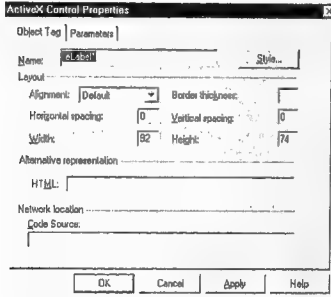 ActiveX Control Properties
Object Tag Parameters
Name: eLabel" Style...
Layout
Alignment: Default Border thickness:
Horizontal spacing: 0 Vertical spacing: 0
Width: 92 Height: 74
Alternative representation
HTML:
Network location
Code Source:
OK Cancel Apply Help